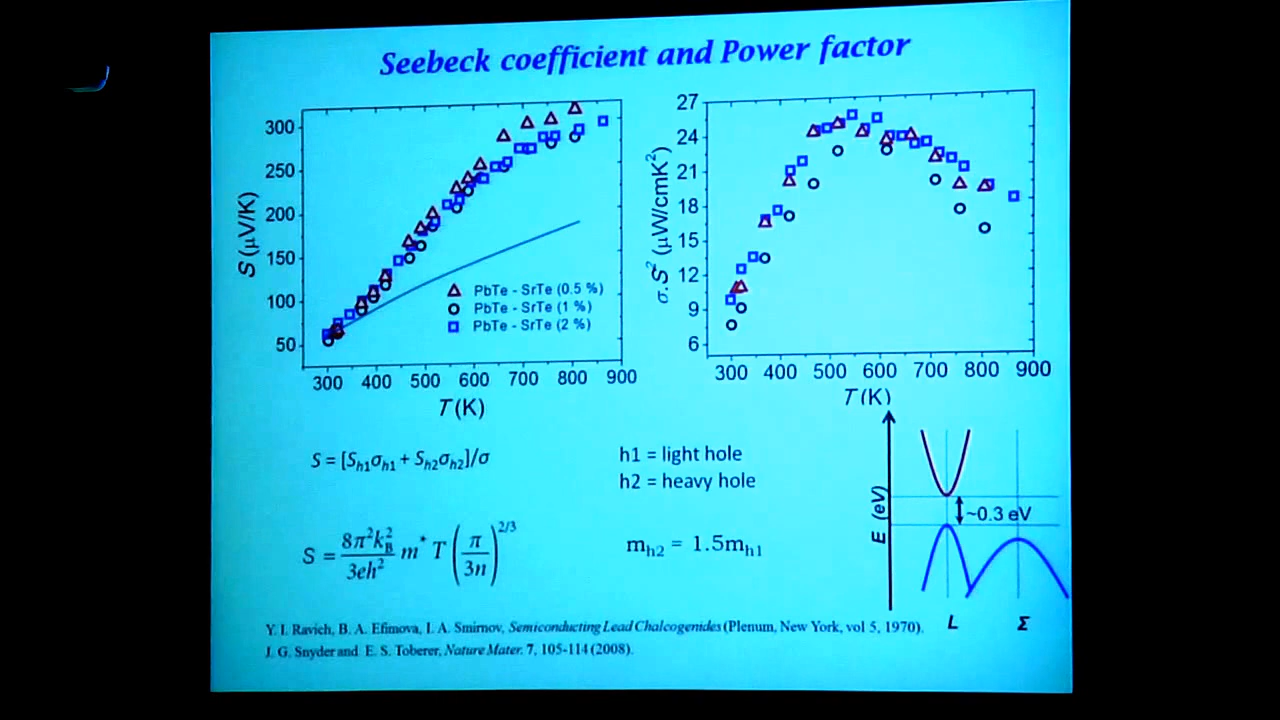 Seebeck coefficient and Power factor
300
250
200
150
100
50
S (μV/K)
300 400 500 600 700 800 900
T (K)
PbTe - SrTe (0.5 %)
PbTe - SrTe (1 %)
PbTe - SrTe (2 %)
27
24
21
18
15
12
9
6
σ.S² (μW/cmK²)
300 400 500 600 700 800 900
T (K)
S = [Sh1σh1 + Sh2σh2]/σ
h1 = light hole
h2 = heavy hole
S = 8π²k_B²/3eh² m* T (π/3n)^2/3
mh2 = 1.5mh1
E (eV)
~0.3 eV
L Σ
Y. I. Ravich, B. A. Efimova, I. A. Smirnov, Semiconducting Lead Chalcogenides (Plenum, New York, vol 5, 1970).
J. G. Snyder and E. S. Toberer, Nature Mater. 7, 105-114 (2008).